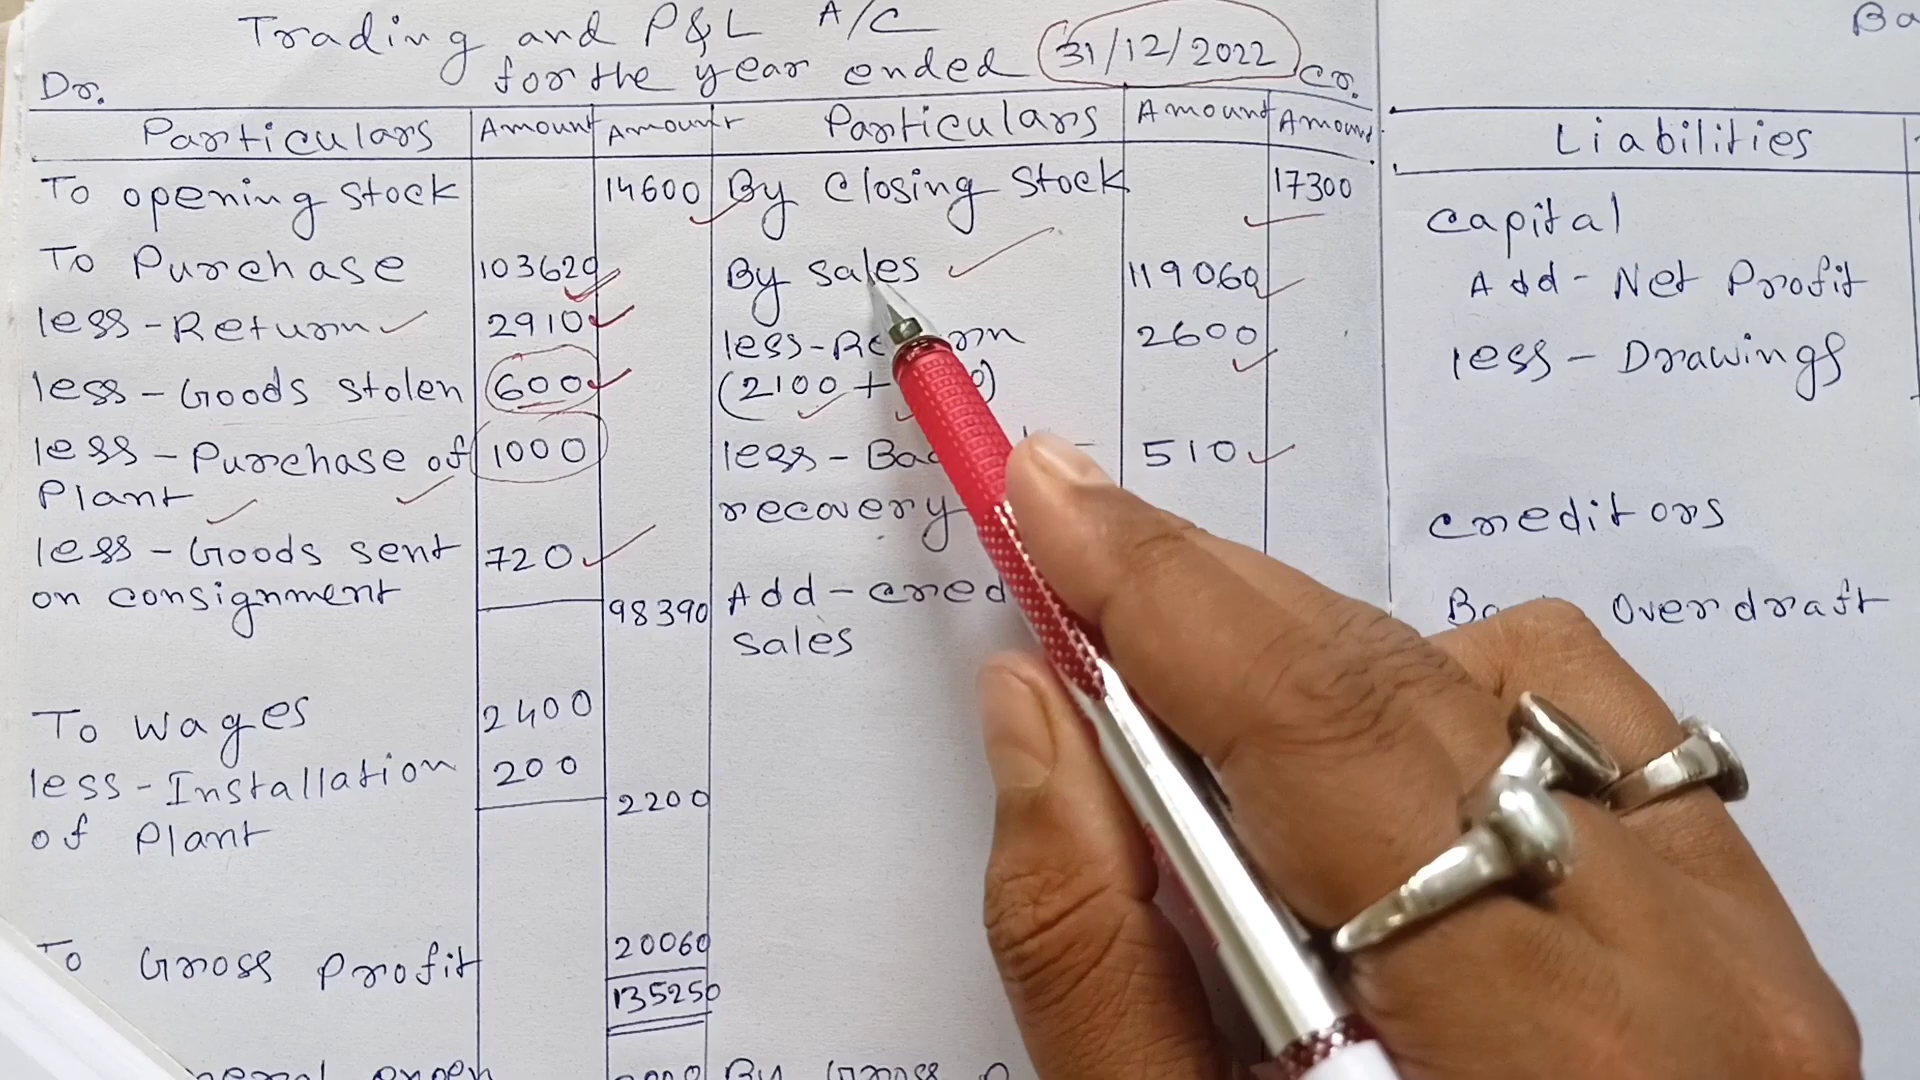 Trading and P&L A/C
for the year ended 31/12/2022
Dr. Cr.
Particulars Amount Amount Particulars Amount Amount
To opening stock 14600 By Closing Stock 17300
To Purchase 103620 By Sales 119060
less-Return 2910 less-Re rn 2600
less-Goods stolen 600 (2100 +
less-Purchase of 1000 less-Ba 510
Plant recovery
less-Goods sent 720
on consignment 98390 Add-cred
sales
To Wages 2400
less-Installation 200
of Plant 2200
To Gross Profit 20060
135250
By Gross
Ba
Liabilities
Capital
Add-Net Profit
less-Drawings
creditors
Overdraft